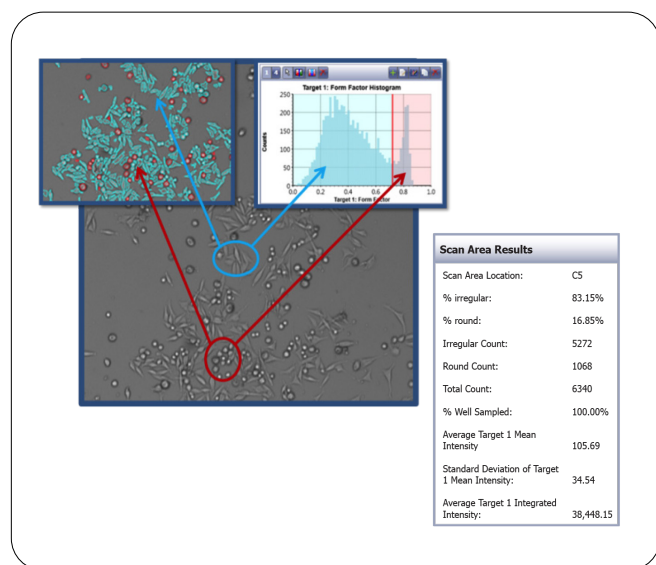 Target 1: Form Factor Histogram
250
200
150
100
50
0
Counts
0.0 0.2 0.4 0.6 0.8 1.0
Target 1: Form Factor
Scan Area Results
Scan Area Location: C5
% irregular: 83.15%
% round: 16.85%
Irregular Count: 5272
Round Count: 1068
Total Count: 6340
% Well Sampled: 100.00%
Average Target 1 Mean
Intensity 105.69
Standard Deviation of Target
1 Mean Intensity: 34.54
Average Target 1 Integrated
Intensity: 38,448.15